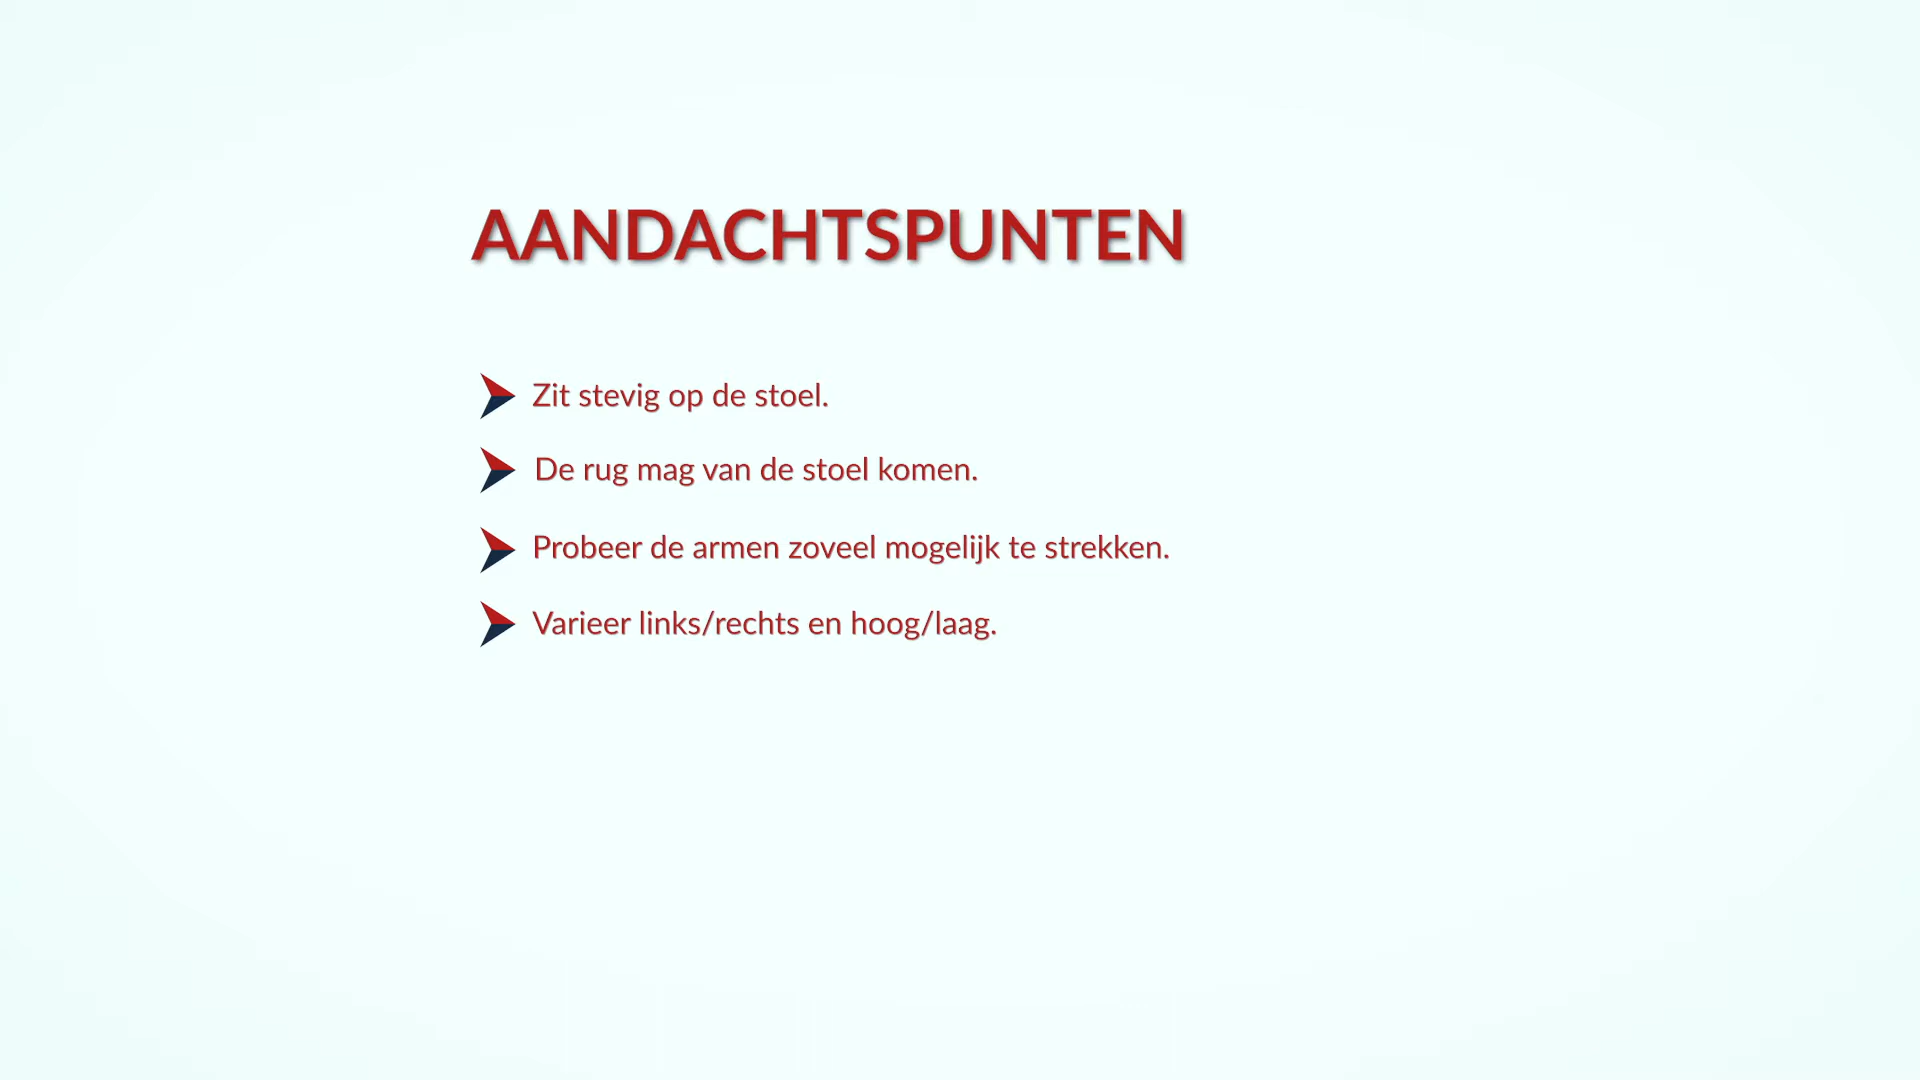 AANDACHTSPUNTEN
Zit stevig op de stoel.
De rug mag van de stoel komen.
Probeer de armen zoveel mogelijk te strekken.
Varieer links/rechts en hoog/laag.